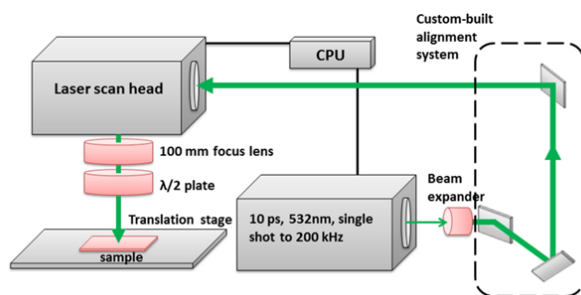 Custom-built
alignment
system
CPU
Laser scan head
100 mm focus lens
λ/2 plate
Translation stage
sample
10 ps, 532nm, single
shot to 200 kHz
Beam
expander